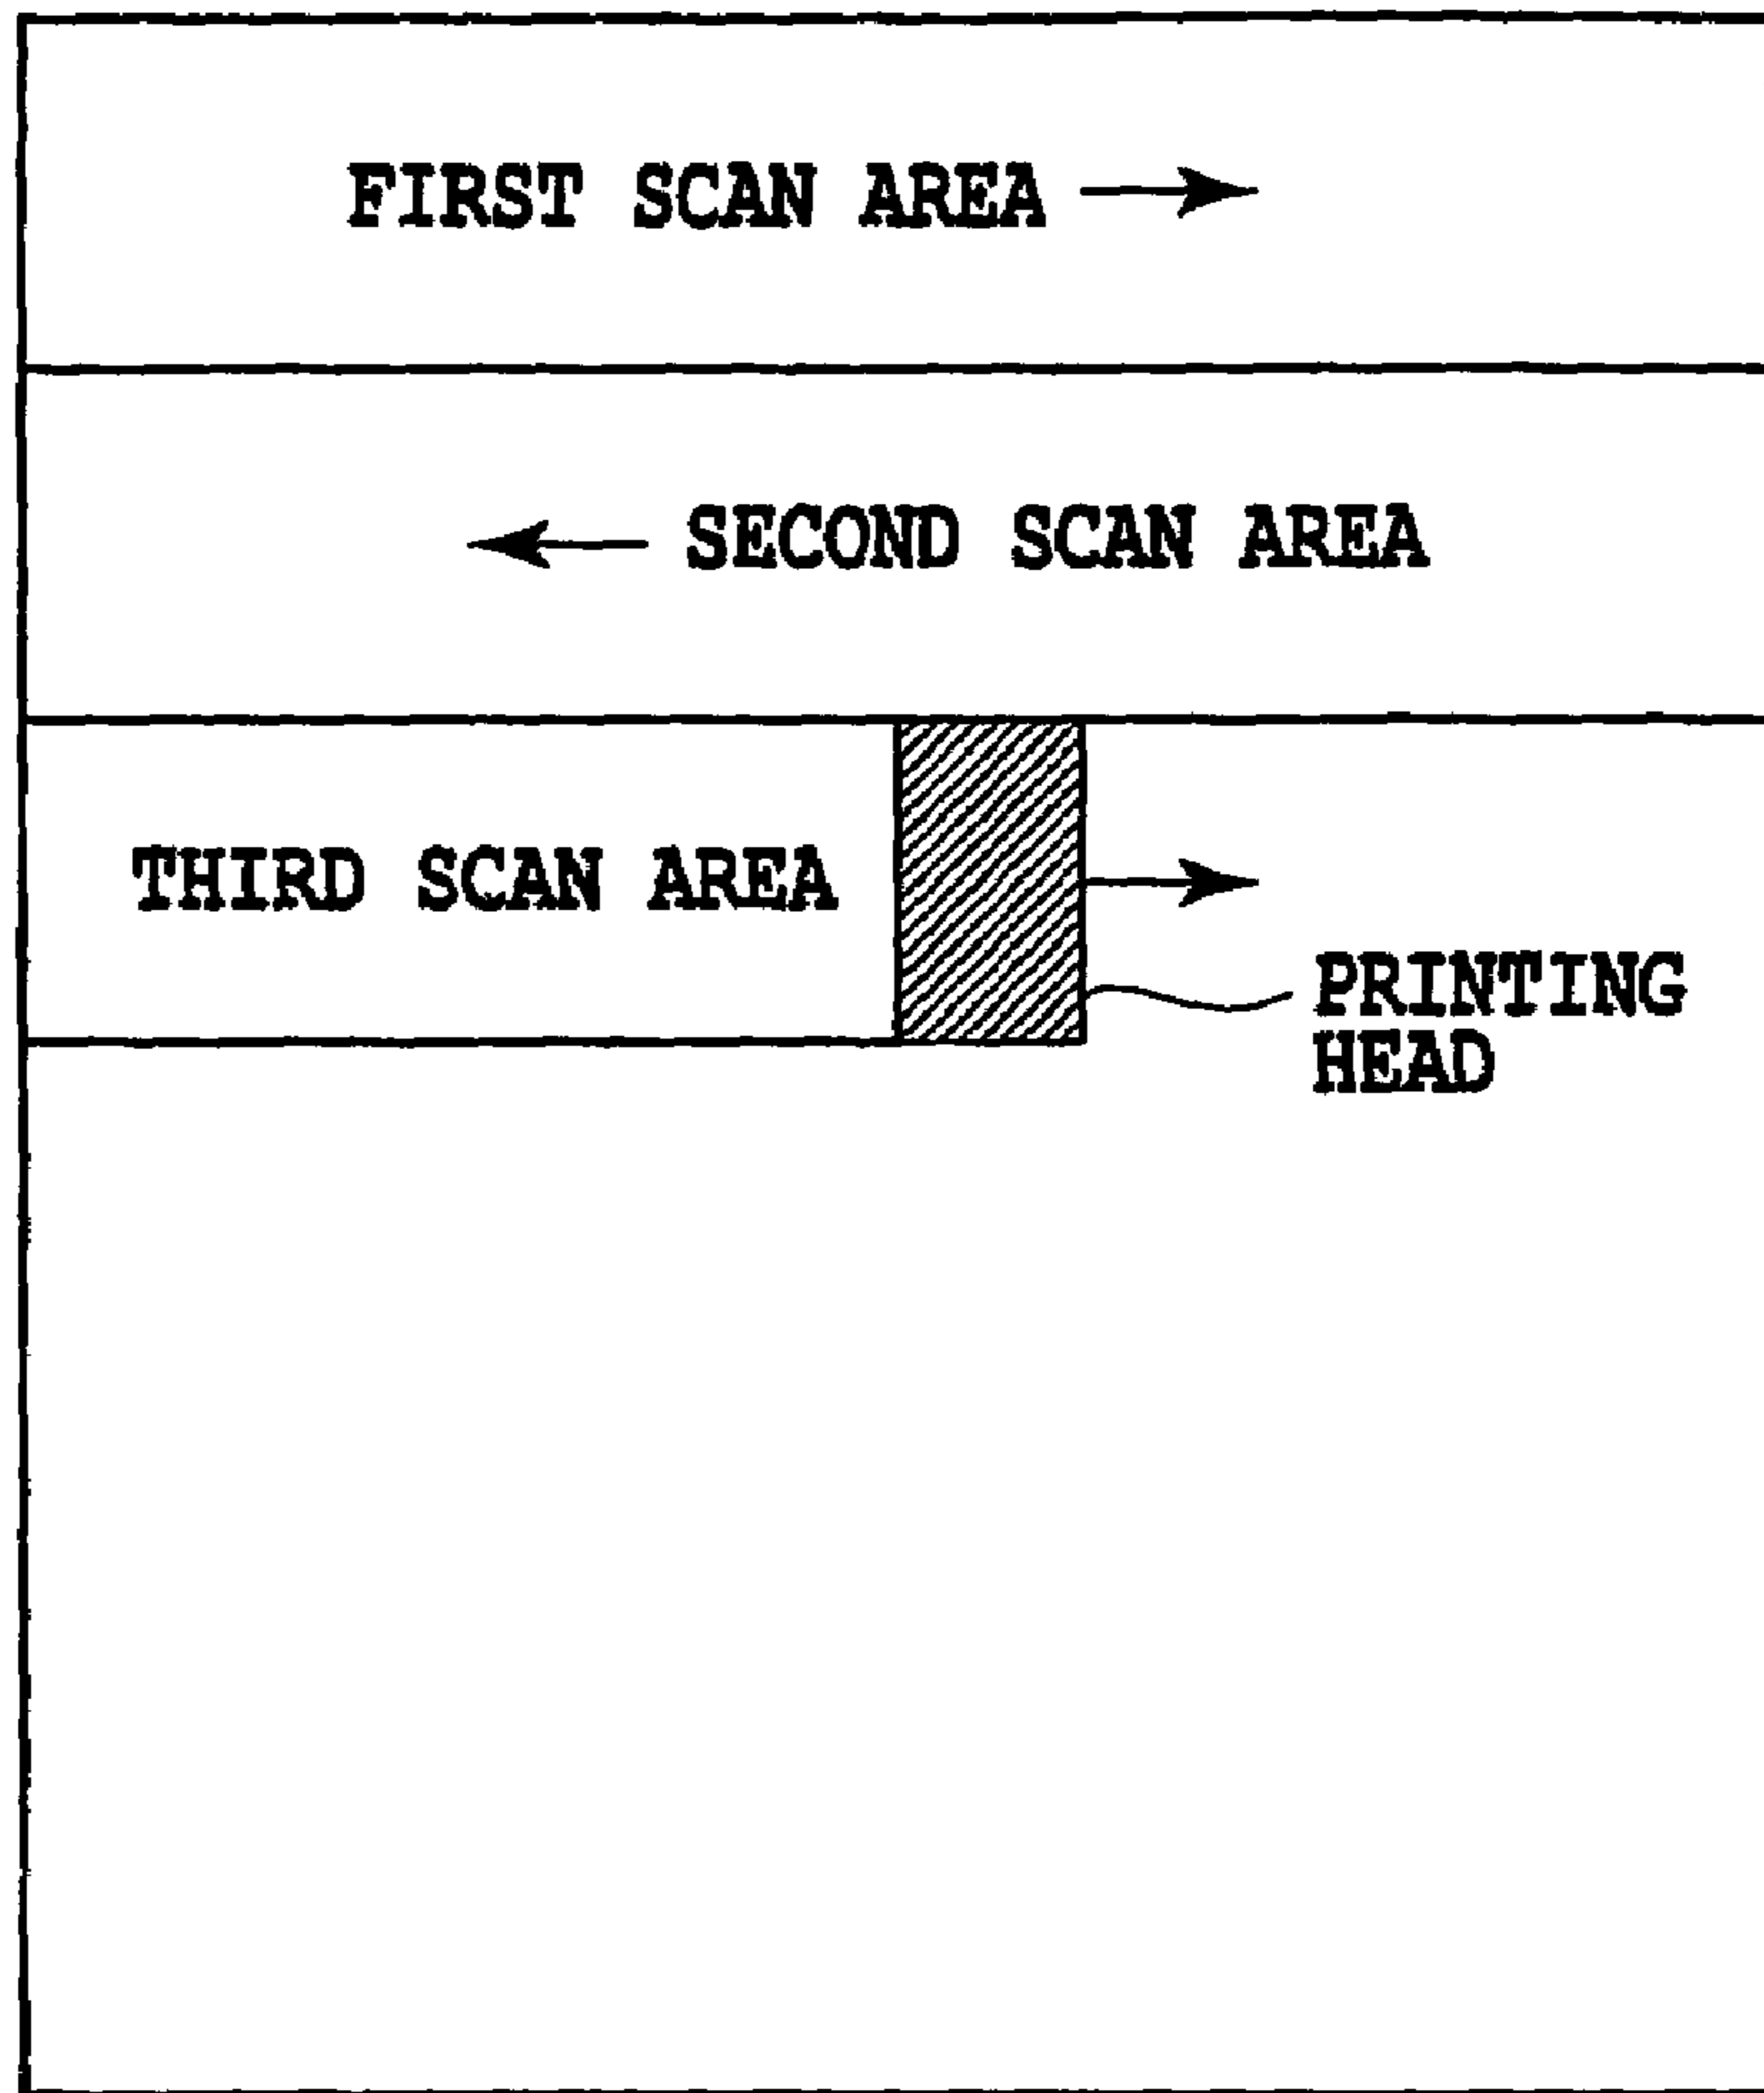 FIRST SCAN AREA
SECOND SCAN AREA
THIRD SCAN AREA
PRINTING
HEAD